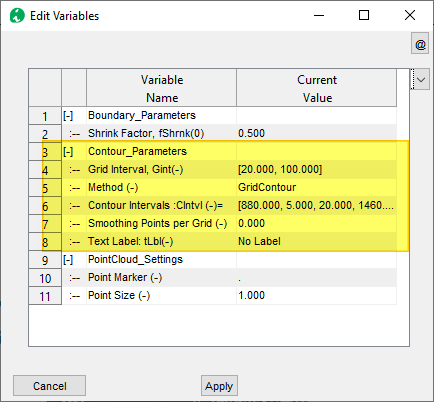 Edit Variables
@
Variable Name
Current Value
1 [-] Boundary_Parameters
2 :-- Shrink Factor, fShrnk(0) 0.500
3 [-] Contour_Parameters
4 :-- Grid Interval, Gint(-) [20.000, 100.000]
5 :-- Method (-) GridContour
6 :-- Contour Intervals :Clntvl (-)= [880.000, 5.000, 20.000, 1460....
7 :-- Smoothing Points per Grid (-) 0.000
8 :-- Text Label: tLbl(-) No Label
9 [-] PointCloud_Settings
10 :-- Point Marker (-) .
11 :-- Point Size (-) 1.000
Cancel
Apply